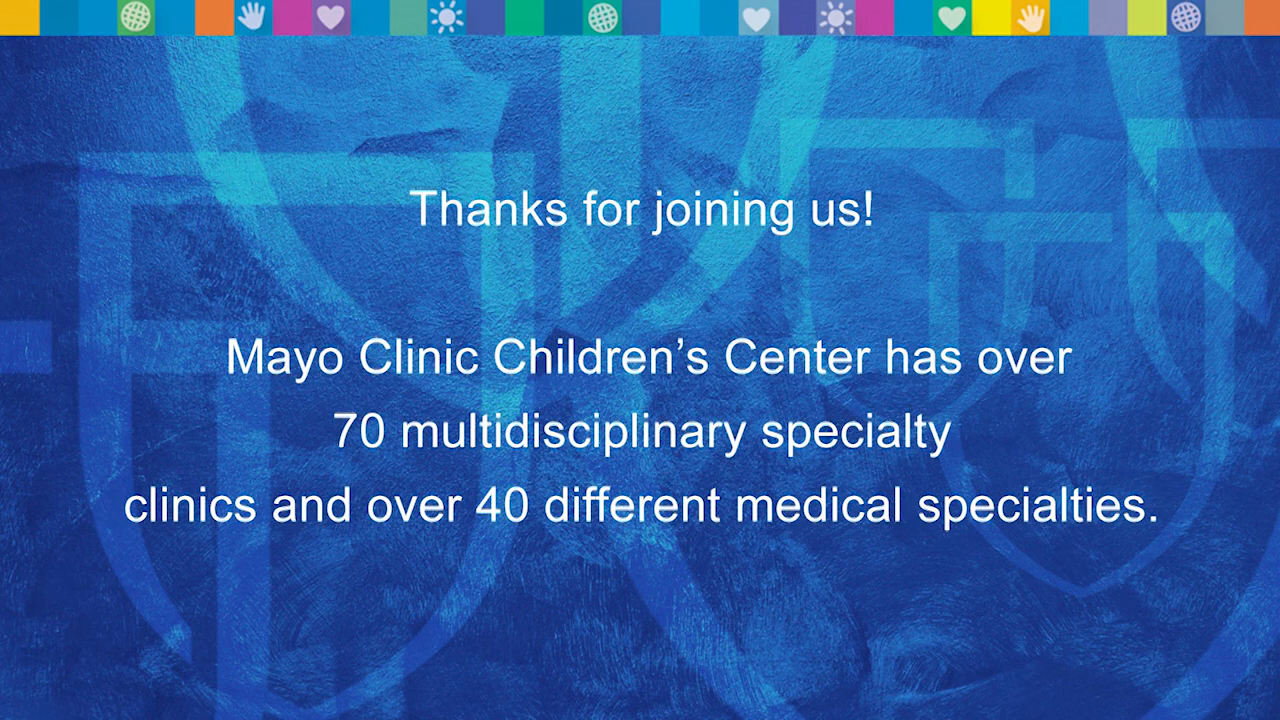 Thanks for joining us!
Mayo Clinic Children’s Center has over
70 multidisciplinary specialty
clinics and over 40 different medical specialties.